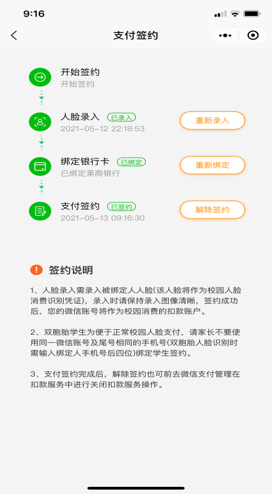 9:16
支付签约
开始签约
开始签约
人脸录入 已录入
2021-05-12 22:18:53
重新录入
绑定银行卡 已绑定
已绑定莱商银行
重新绑定
支付签约 已签约
2021-05-13 09:16:30
解除签约
签约说明
1、人脸录入需录入被绑定人人脸(该人脸将作为校园人脸
消费识别凭证)，录入时请保持录入图像清晰，签约成功
后，您的微信账号将作为校园消费的扣款账户。
2、双胞胎学生为便于正常校园人脸支付，请家长不要使
用同一微信账号及尾号相同的手机号(双胞胎人脸识别时
需输入绑定人手机号后四位)绑定学生签约。
3、支付签约完成后，解除签约也可前去微信支付管理在
扣款服务中进行关闭扣款服务操作。